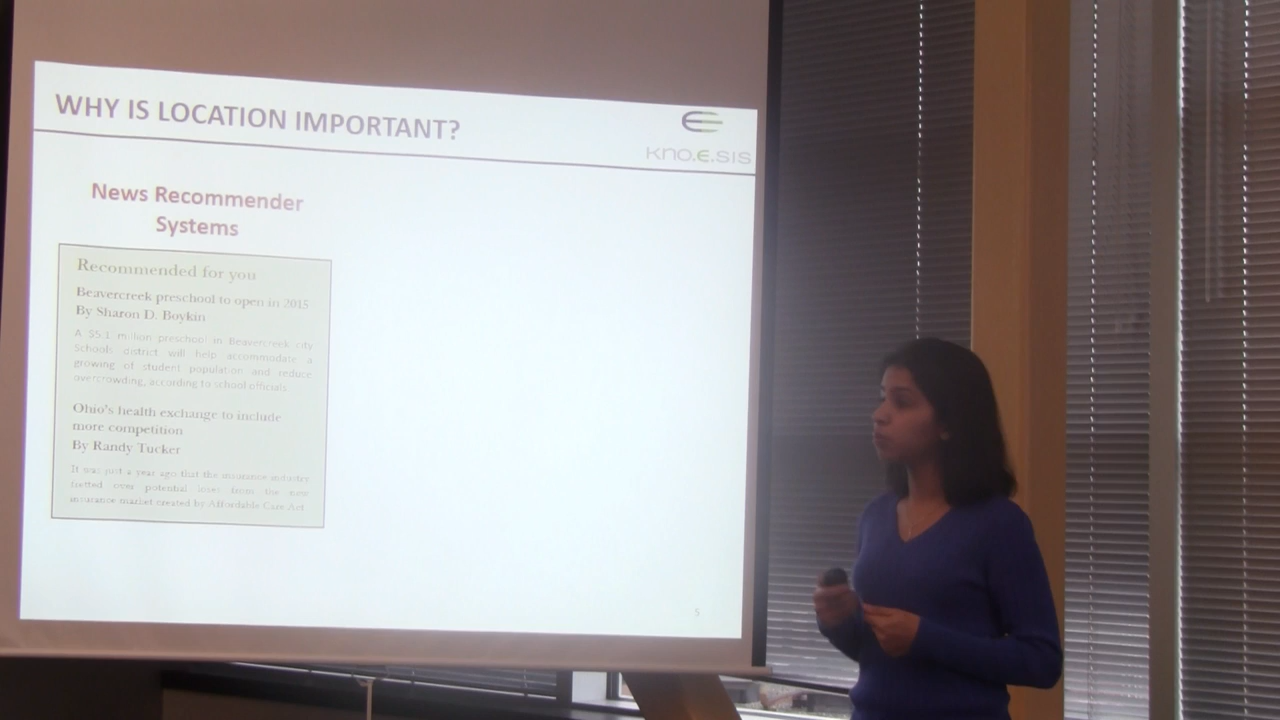 WHY IS LOCATION IMPORTANT?
KNO.E.SIS
News Recommender
Systems
Recommended for you
Beavercreek preschool to open in 2015
By Sharon D. Boykin
A $5.1 million preschool in Beavercreek city
Schools district will help accommodate a
growing of student population and reduce
overcrowding, according to school officials
Ohio's health exchange to include
more competition
By Randy Tucker
It was just a year ago that the insurance industry
fretted over potential loses from the new
insurance market created by Affordable Care Act
5